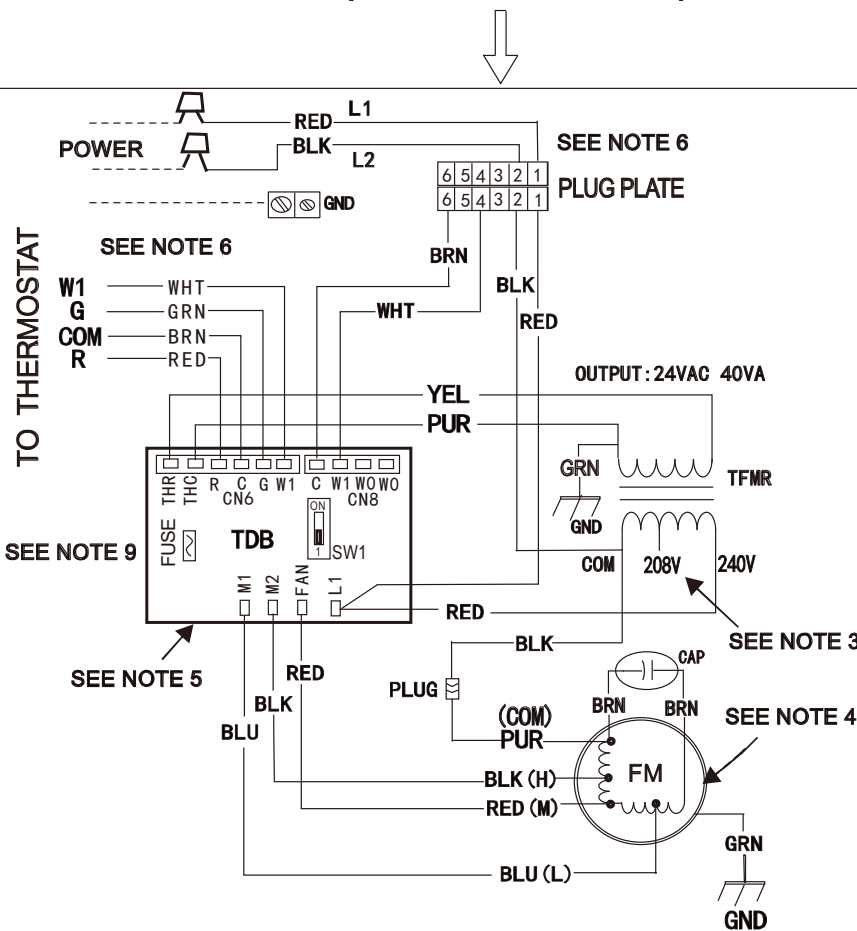 L1
RED
BLK
L2
POWER
GND
SEE NOTE 6
6 5 4 3 2 1
6 5 4 3 2 1
PLUG PLATE
SEE NOTE 6
TO THERMOSTAT
W1 WHT
G GRN
COM BRN
R RED
BRN
BLK
WHT
RED
OUTPUT:24VAC 40VA
YEL
PUR
GRN
GND
TFMR
COM 208V 240V
THR THC R C G W1 C W1 WO WO
CN6 CN8
FUSE
TDB
ON
1
SW1
M1 M2 FAN L1
SEE NOTE 9
SEE NOTE 5
RED
SEE NOTE 3
BLK
PLUG
CAP
BRN BRN
SEE NOTE 4
RED
BLK
BLU
(COM)
PUR
FM
BLK (H)
RED (M)
BLU (L)
GRN
GND